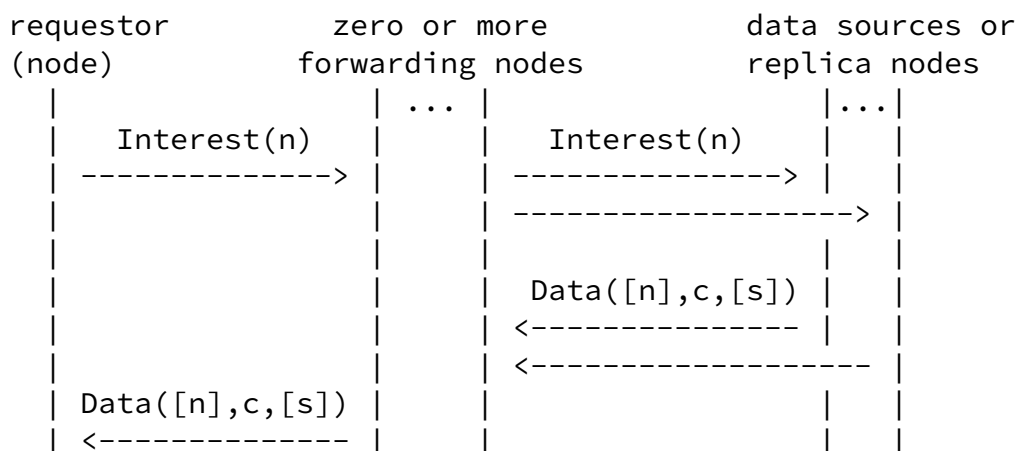 requestor zero or more data sources or
(node) forwarding nodes replica nodes
| | ... | |...|
| Interest(n) | | Interest(n) | |
| --------------> | | ---------------> | |
| | | -------------------> |
| | | | |
| | | Data([n],c,[s]) | |
| | | <--------------- | |
| | | <------------------- |
| Data([n],c,[s]) | | | |
| <-------------- | | | |